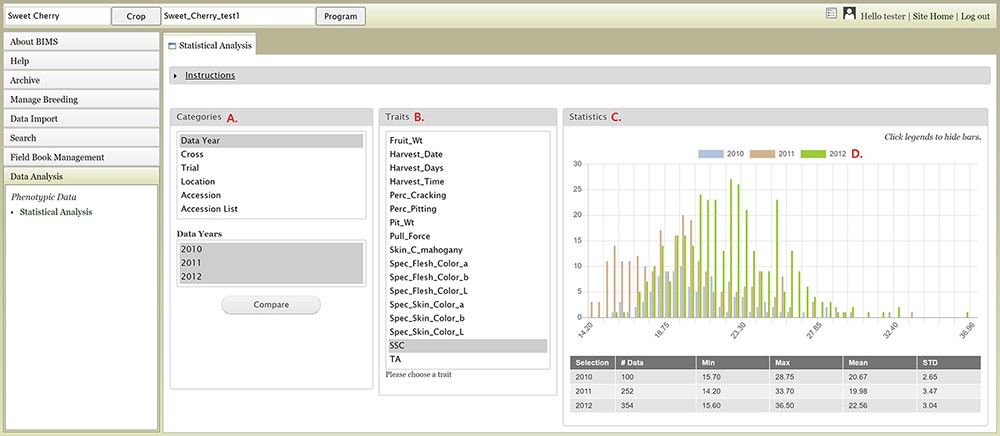 Sweet Cherry Crop Sweet_Cherry_test1 Program
Hello tester | Site Home | Log out
About BIMS
Help
Archive
Manage Breeding
Data Import
Search
Field Book Management
Data Analysis
Phenotypic Data
• Statistical Analysis
Statistical Analysis
Instructions
Categories A.
Data Year
Cross
Trial
Location
Accession
Accession List
Data Years
2010
2011
2012
Compare
Traits B.
Fruit_Wt
Harvest_Date
Harvest_Days
Harvest_Time
Perc_Cracking
Perc_Pitting
Pit_Wt
Pull_Force
Skin_C_mahogany
Spec_Flesh_Color_a
Spec_Flesh_Color_b
Spec_Flesh_Color_L
Spec_Skin_Color_a
Spec_Skin_Color_b
Spec_Skin_Color_L
SSC
TA
Please choose a trait
Statistics C.
Click legends to hide bars.
2010 2011 2012 D.
30
25
20
15
10
5
0
14.20 18.75 23.30 27.85 32.40 36.96
Selection # Data Min Max Mean STD
2010 100 15.70 28.75 20.67 2.65
2011 252 14.20 33.70 19.98 3.47
2012 354 15.60 36.50 22.56 3.04